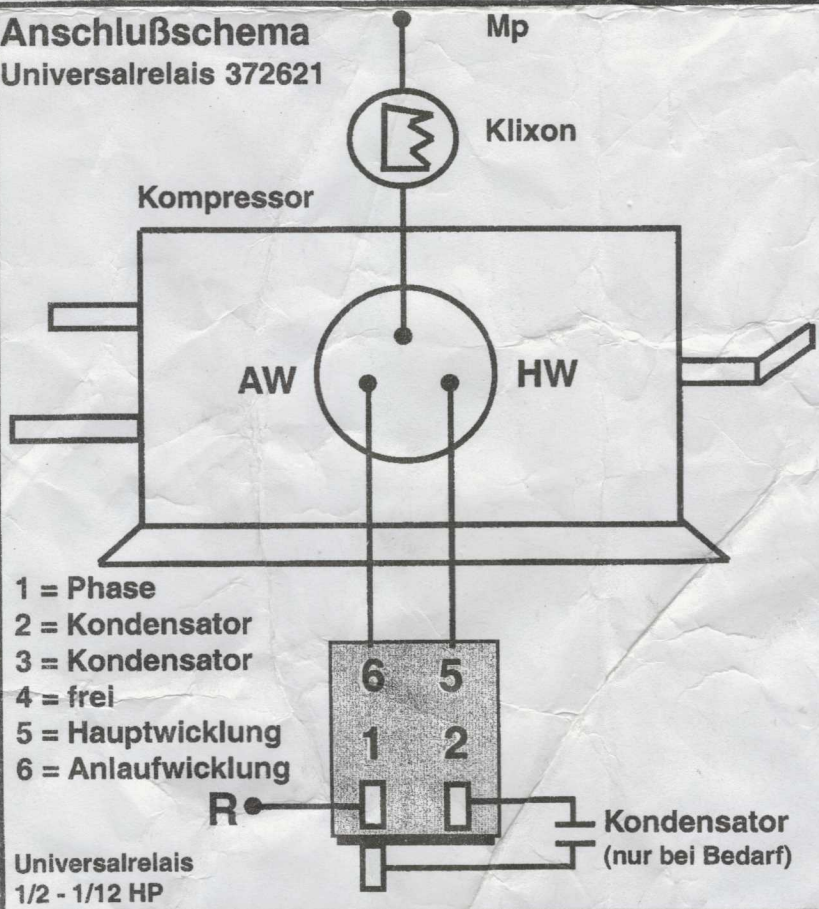 Anschlußschema
Universalrelais 372621
Mp
Klixon
Kompressor
AW
HW
1 = Phase
2 = Kondensator
3 = Kondensator
4 = frei
5 = Hauptwicklung
6 = Anlaufwicklung
6 5
1 2
R
Kondensator
(nur bei Bedarf)
Universalrelais
1/2 - 1/12 HP